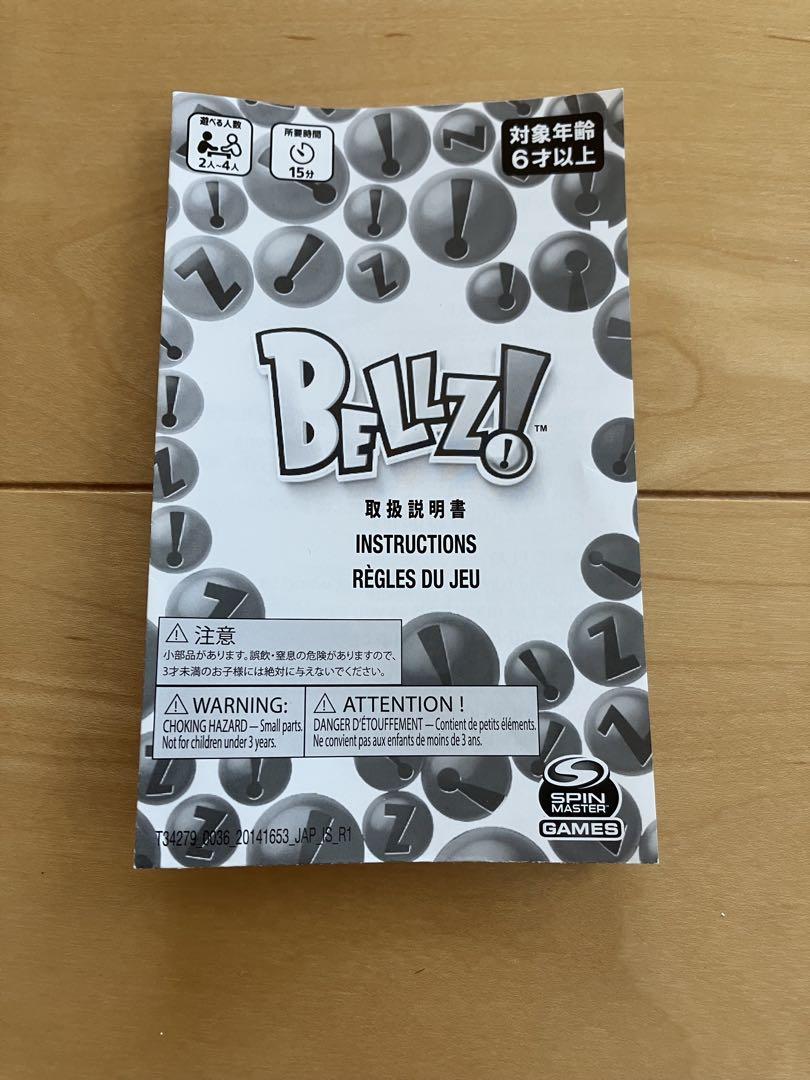 遊べる人数
2人~4人
所要時間
15分
対象年齢
6才以上
BELLZ!™
取扱説明書
INSTRUCTIONS
RÈGLES DU JEU
⚠ 注意
小部品があります。誤飲・窒息の危険がありますので、
3才未満のお子様には絶対に与えないでください。
⚠ WARNING:
CHOKING HAZARD — Small parts.
Not for children under 3 years.
⚠ ATTENTION !
DANGER D'ÉTOUFFEMENT — Contient de petits éléments.
Ne convient pas aux enfants de moins de 3 ans.
SPIN
MASTER™
GAMES
T34279_0036_20141653_JAP_IS_R1